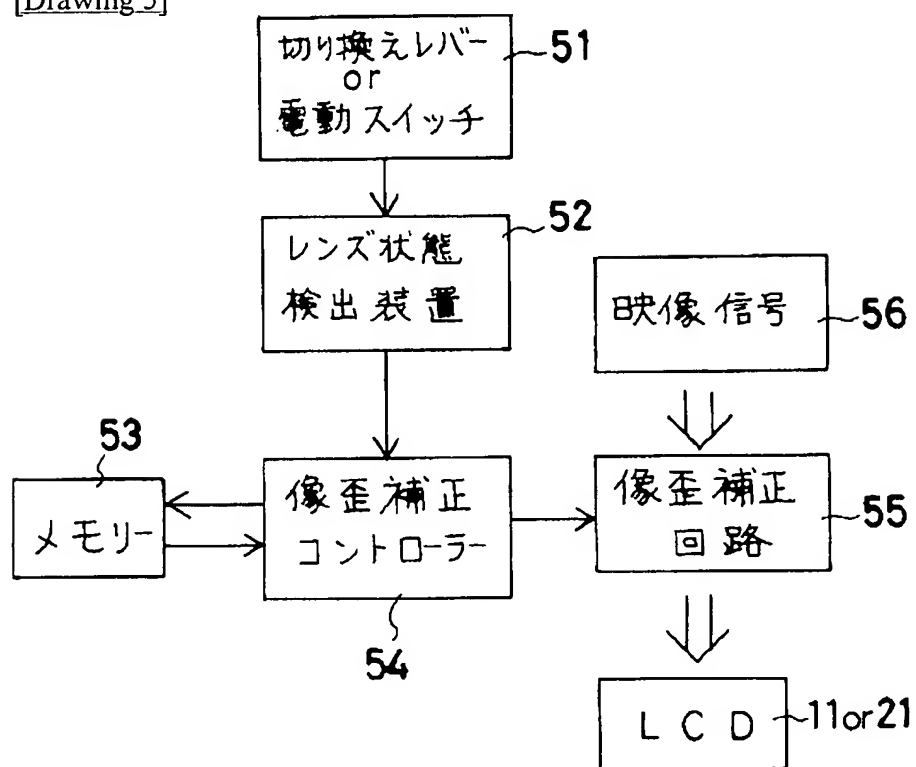 [Drawing 5]
切り換えレバー
or
電動スイッチ
51
レンズ状態
検出装置
52
映像信号
56
53
メモリー
像歪補正
コントローラー
54
像歪補正
回路
55
LCD
11or21